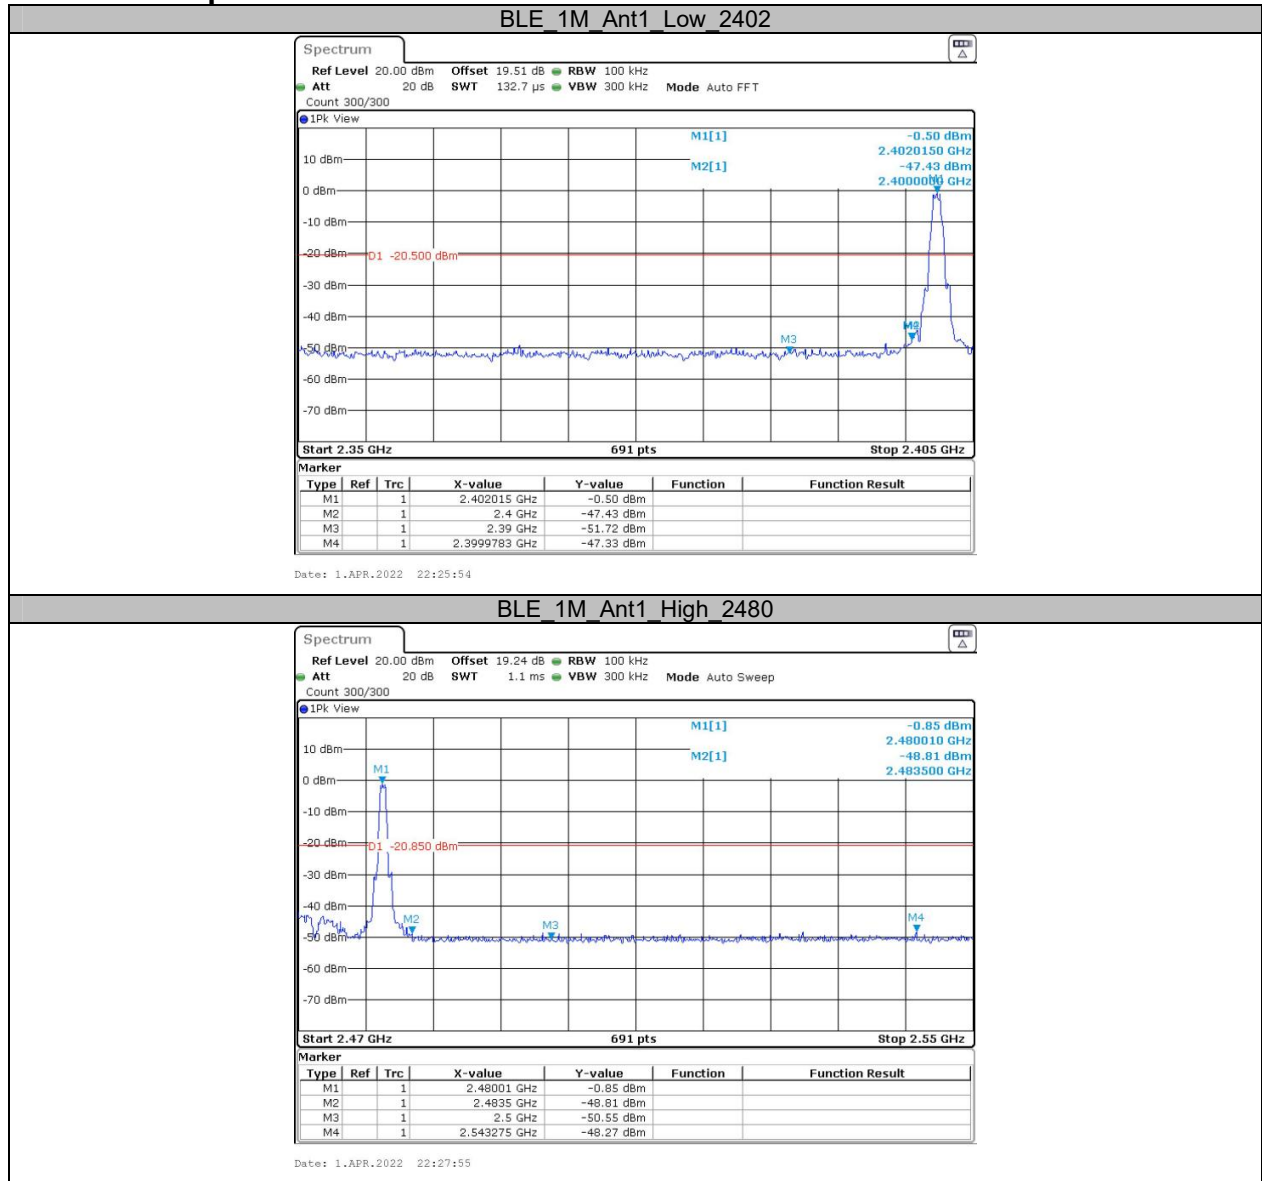 BLE_1M_Ant1_Low_2402
Spectrum
Ref Level 20.00 dBm Offset 19.51 dB RBW 100 kHz
Att 20 dB SWT 132.7 µs VBW 300 kHz Mode Auto FFT
Count 300/300
1Pk View
M1[1] -0.50 dBm
2.4020150 GHz
10 dBm
M2[1] -47.43 dBm
2.4000000 GHz
M1
0 dBm
-10 dBm
-20 dBm
D1 -20.500 dBm
-30 dBm
-40 dBm
M2
M3
-50 dBm
-60 dBm
-70 dBm
Start 2.35 GHz 691 pts Stop 2.405 GHz
Marker
Type Ref Trc X-value Y-value Function Function Result
M1 1 2.402015 GHz -0.50 dBm
M2 1 2.4 GHz -47.43 dBm
M3 1 2.39 GHz -51.72 dBm
M4 1 2.3999783 GHz -47.33 dBm
Date: 1.APR.2022 22:25:54
BLE_1M_Ant1_High_2480
Spectrum
Ref Level 20.00 dBm Offset 19.24 dB RBW 100 kHz
Att 20 dB SWT 1.1 ms VBW 300 kHz Mode Auto Sweep
Count 300/300
1Pk View
M1[1] -0.85 dBm
2.480010 GHz
10 dBm
M2[1] -48.81 dBm
2.483500 GHz
M1
0 dBm
-10 dBm
-20 dBm
D1 -20.850 dBm
-30 dBm
-40 dBm
M2 M3 M4
-50 dBm
-60 dBm
-70 dBm
Start 2.47 GHz 691 pts Stop 2.55 GHz
Marker
Type Ref Trc X-value Y-value Function Function Result
M1 1 2.48001 GHz -0.85 dBm
M2 1 2.4835 GHz -48.81 dBm
M3 1 2.5 GHz -50.55 dBm
M4 1 2.543275 GHz -48.27 dBm
Date: 1.APR.2022 22:27:55